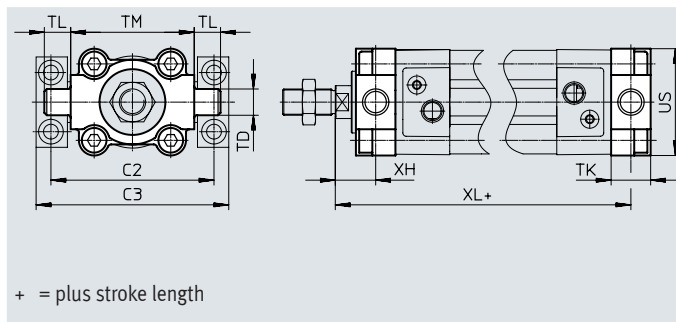 TL
TM
TL
TD
C2
C3
XH
XL+
TK
US
+ = plus stroke length